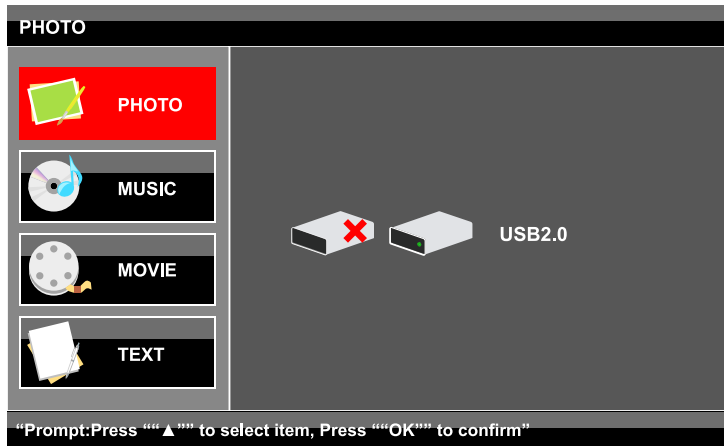 PHOTO
PHOTO
MUSIC
MOVIE
TEXT
USB2.0
“Prompt:Press ““▲”” to select item, Press ““OK”” to confirm”